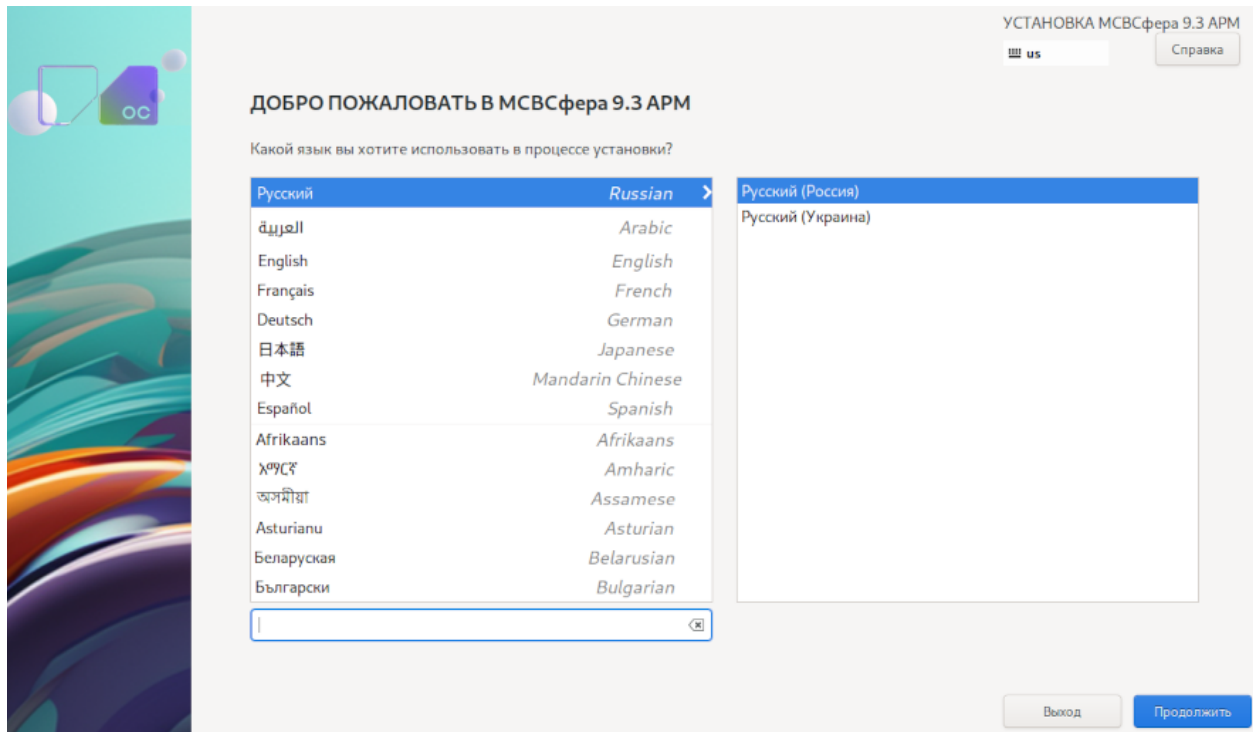 УСТАНОВКА МСВСфера 9.3 АРМ
us
Справка
ОС
ДОБРО ПОЖАЛОВАТЬ В МСВСфера 9.3 АРМ
Какой язык вы хотите использовать в процессе установки?
Русский Russian
العربية Arabic
English English
Français French
Deutsch German
日本語 Japanese
中文 Mandarin Chinese
Español Spanish
Afrikaans Afrikaans
አማርኛ Amharic
অসমীয়া Assamese
Asturianu Asturian
Беларуская Belarusian
Български Bulgarian
Русский (Россия)
Русский (Украина)
Выход
Продолжить